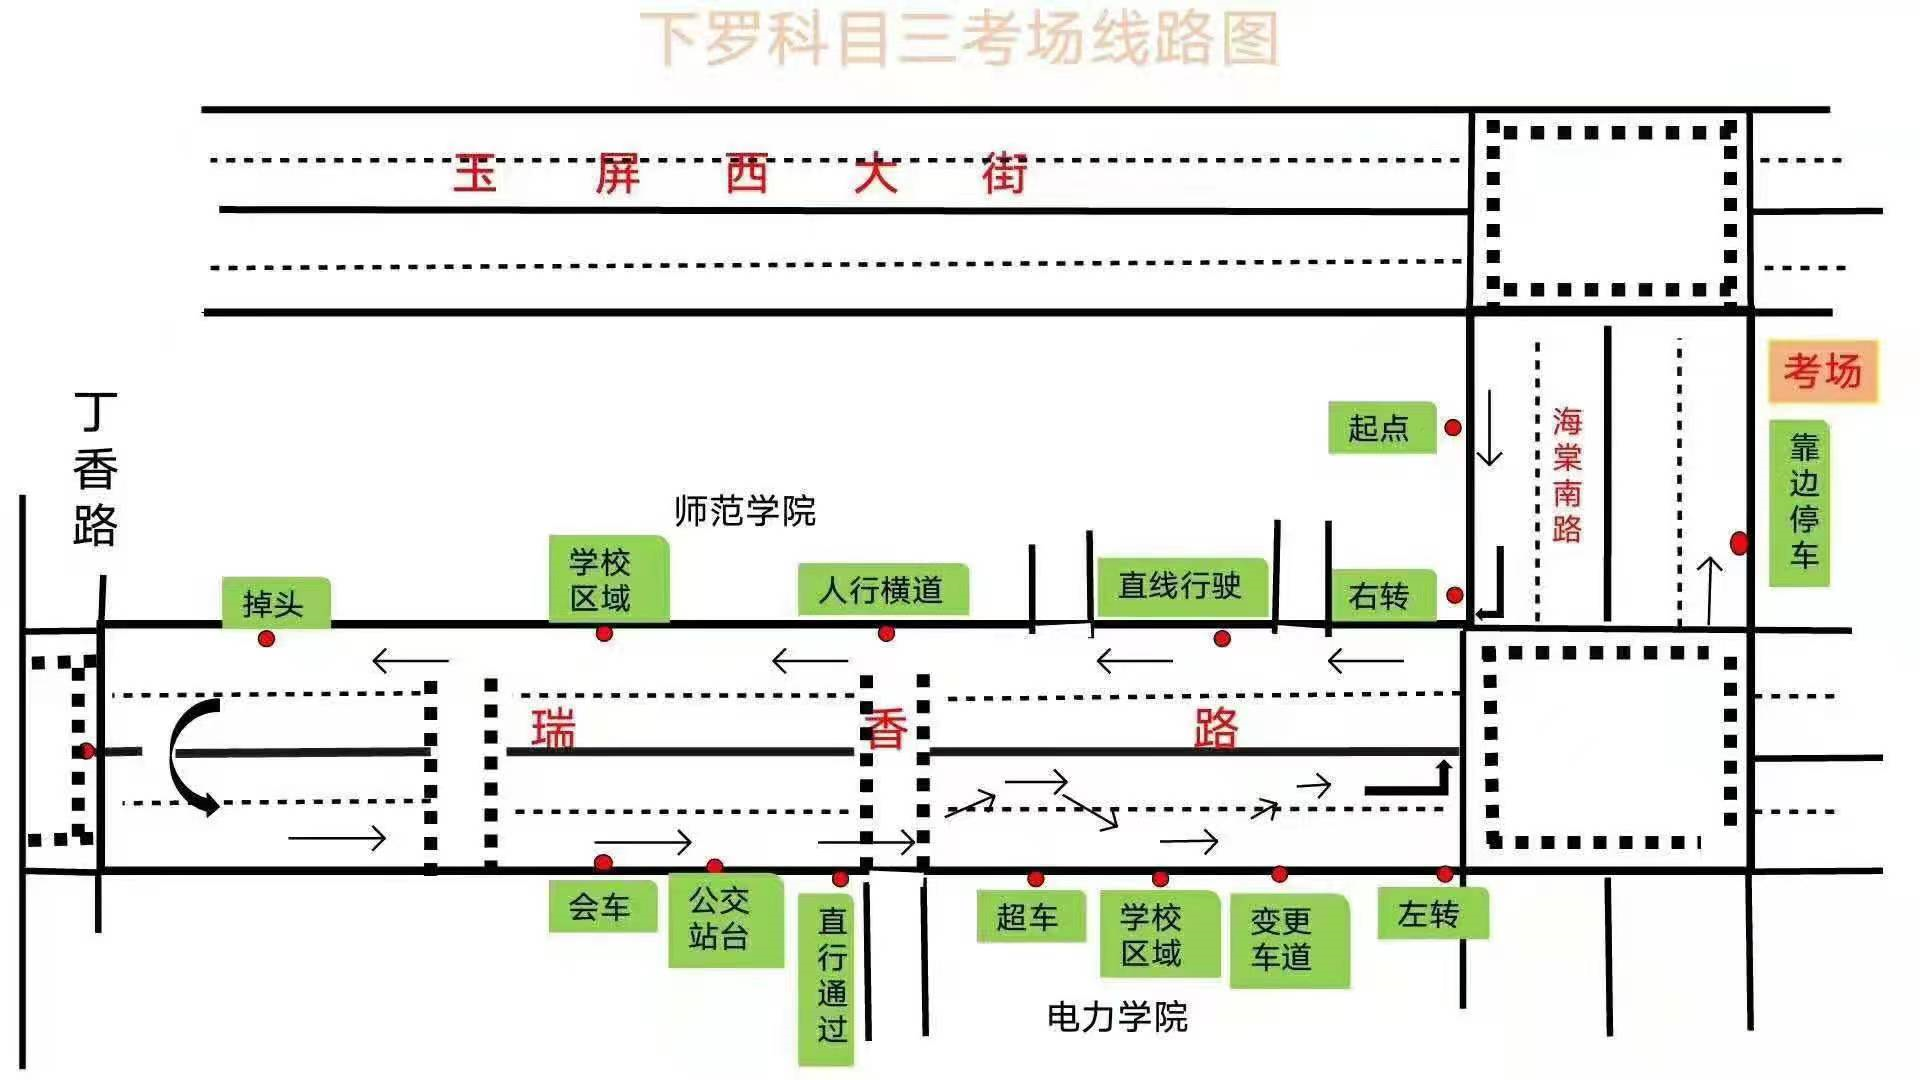 下罗科目三考场线路图
玉屏西大街
考场
丁香路
起点
海棠南路
靠边停车
师范学院
掉头
学校
区域
人行横道
直线行驶
右转
瑞香路
会车
公交
站台
直行通过
超车
学校
区域
变更
车道
左转
电力学院